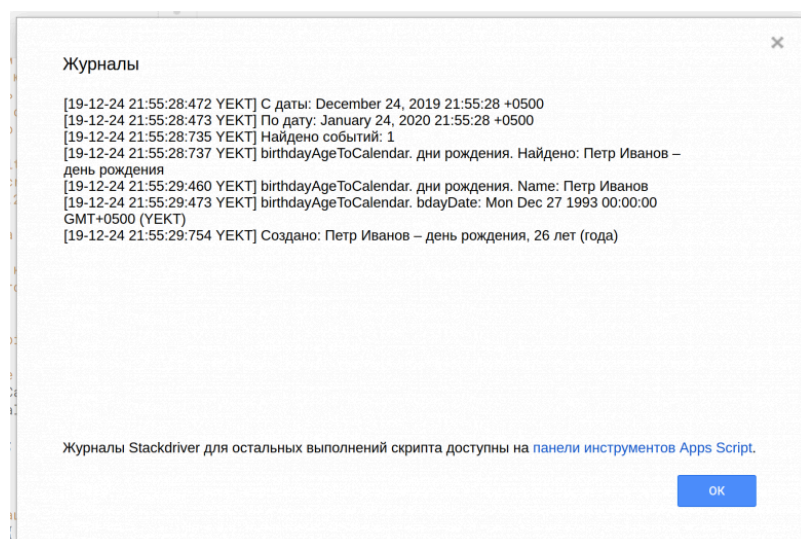 Журналы
[19-12-24 21:55:28:472 YEKT] С даты: December 24, 2019 21:55:28 +0500
[19-12-24 21:55:28:473 YEKT] По дату: January 24, 2020 21:55:28 +0500
[19-12-24 21:55:28:735 YEKT] Найдено событий: 1
[19-12-24 21:55:28:737 YEKT] birthdayAgeToCalendar. дни рождения. Найдено: Петр Иванов –
день рождения
[19-12-24 21:55:29:460 YEKT] birthdayAgeToCalendar. дни рождения. Name: Петр Иванов
[19-12-24 21:55:29:473 YEKT] birthdayAgeToCalendar. bdayDate: Mon Dec 27 1993 00:00:00
GMT+0500 (YEKT)
[19-12-24 21:55:29:754 YEKT] Создано: Петр Иванов – день рождения, 26 лет (года)
Журналы Stackdriver для остальных выполнений скрипта доступны на панели инструментов Apps Script.
ОК